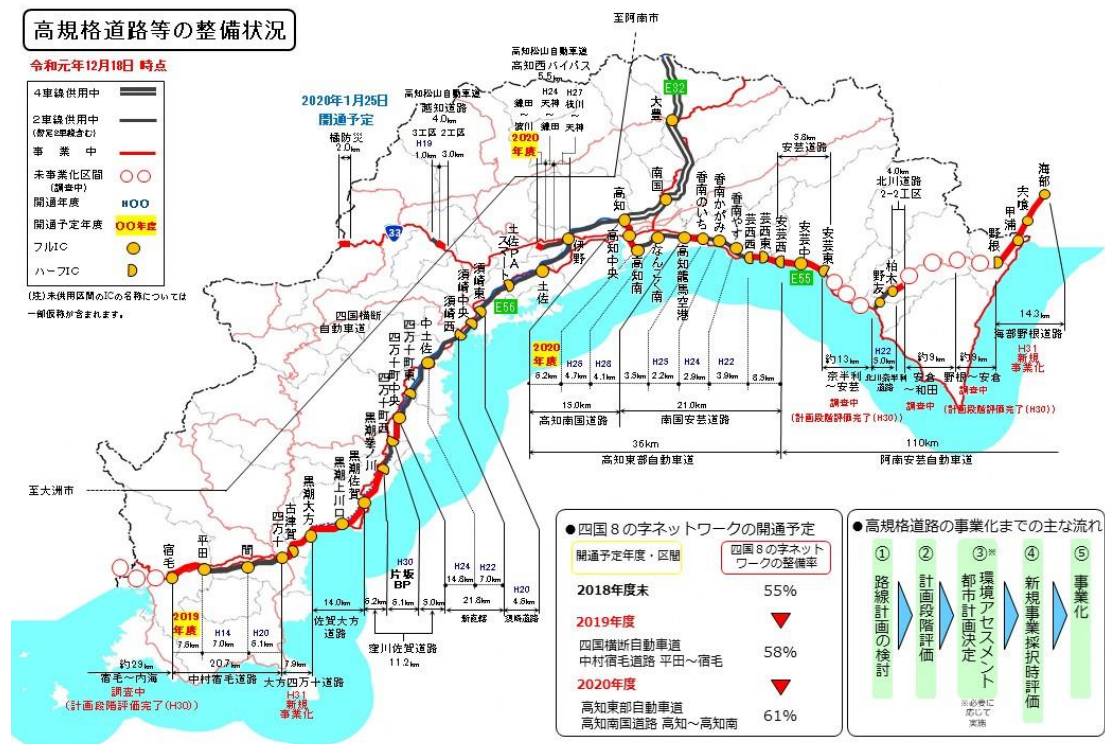 高規格道路等の整備状況
令和元年12月18日 時点
4車線供用中
2車線供用中
(暫定2車線含む)
事業中
未事業化区間
(調査中)
開通年度
H〇〇
開通予定年度
〇〇年度
フルIC
ハーフIC
(注)未供用区間のICの名称については
一部仮称が含まれます。
至阿南市
2020年1月25日
開通予定
橘防災
2.0km
高知松山自動車道
越知道路
4.0km
3工区 2工区
H19
1.0km 3.0km
高知松山自動車道
高知西バイパス
5.5km
H24
H27
鎌田
~
波川
天神
~
鎌田
枝川
~
天神
2020
年度
33
E32
大豊
南国
高知
高知中央
高知南
なんこく南
高知龍馬空港
香南のいち
香南かがみ
香南やすい
芸西西
芸西東
安芸西
安芸中
安芸東
5.8km
安芸道路
E55
4.0km
北川道路
2-2工区
野友
柏木
野根
甲浦
宍喰
海部
伊野
土佐
土佐PA
スマート
E56
須崎東
須崎中央
須崎西
中土佐
四万十町東
四万十町中央
四万十町西
黒潮拳ノ川
黒潮佐賀
黒潮上川口
黒潮大方
古津賀
四万十
間
平田
宿毛
四国横断
自動車道
至大洲市
2020
年度
6.2km
H26
4.7km
H28
4.1km
3.5km
H25
2.2km
H24
2.9km
H22
3.9km
8.5km
15.0km
高知南国道路
21.0km
南国安芸道路
36km
高知東部自動車道
110km
阿南安芸自動車道
約13km
奈半利
~安芸
調査中
(計画段階評価完了(H30))
H22
5.0km
北川奈半利
道路
約9km
安倉
~和田
調査中
約9km
野根~安倉
調査中
(計画段階評価完了(H30))
14.3km
海部野根道路
H31
新規
事業化
約29km
宿毛~内海
調査中
(計画段階評価完了(H30))
2019
年度
7.6km
H14
7.0km
H20
6.1km
20.7km
中村宿毛道路
7.9km
大方四万十道路
H31
新規
事業化
14.0km
佐賀大方
道路
6.2km
H30
片坂
BP
6.1km
5.0km
窪川佐賀道路
11.2km
H24
14.8km
H22
7.0km
21.8km
H20
4.6km
須崎道路
●四国8の字ネットワークの開通予定
開通予定年度・区間
四国8の字ネット
ワークの整備率
2018年度末
55%
2019年度
四国横断自動車道
中村宿毛道路 平田~宿毛
58%
2020年度
高知東部自動車道
高知南国道路 高知~高知南
61%
●高規格道路の事業化までの主な流れ
①
路線計画の検討
②
計画段階評価
③※
環境アセスメント
都市計画決定
※必要に
応じて
実施
④
新規事業採択時評価
⑤
事業化